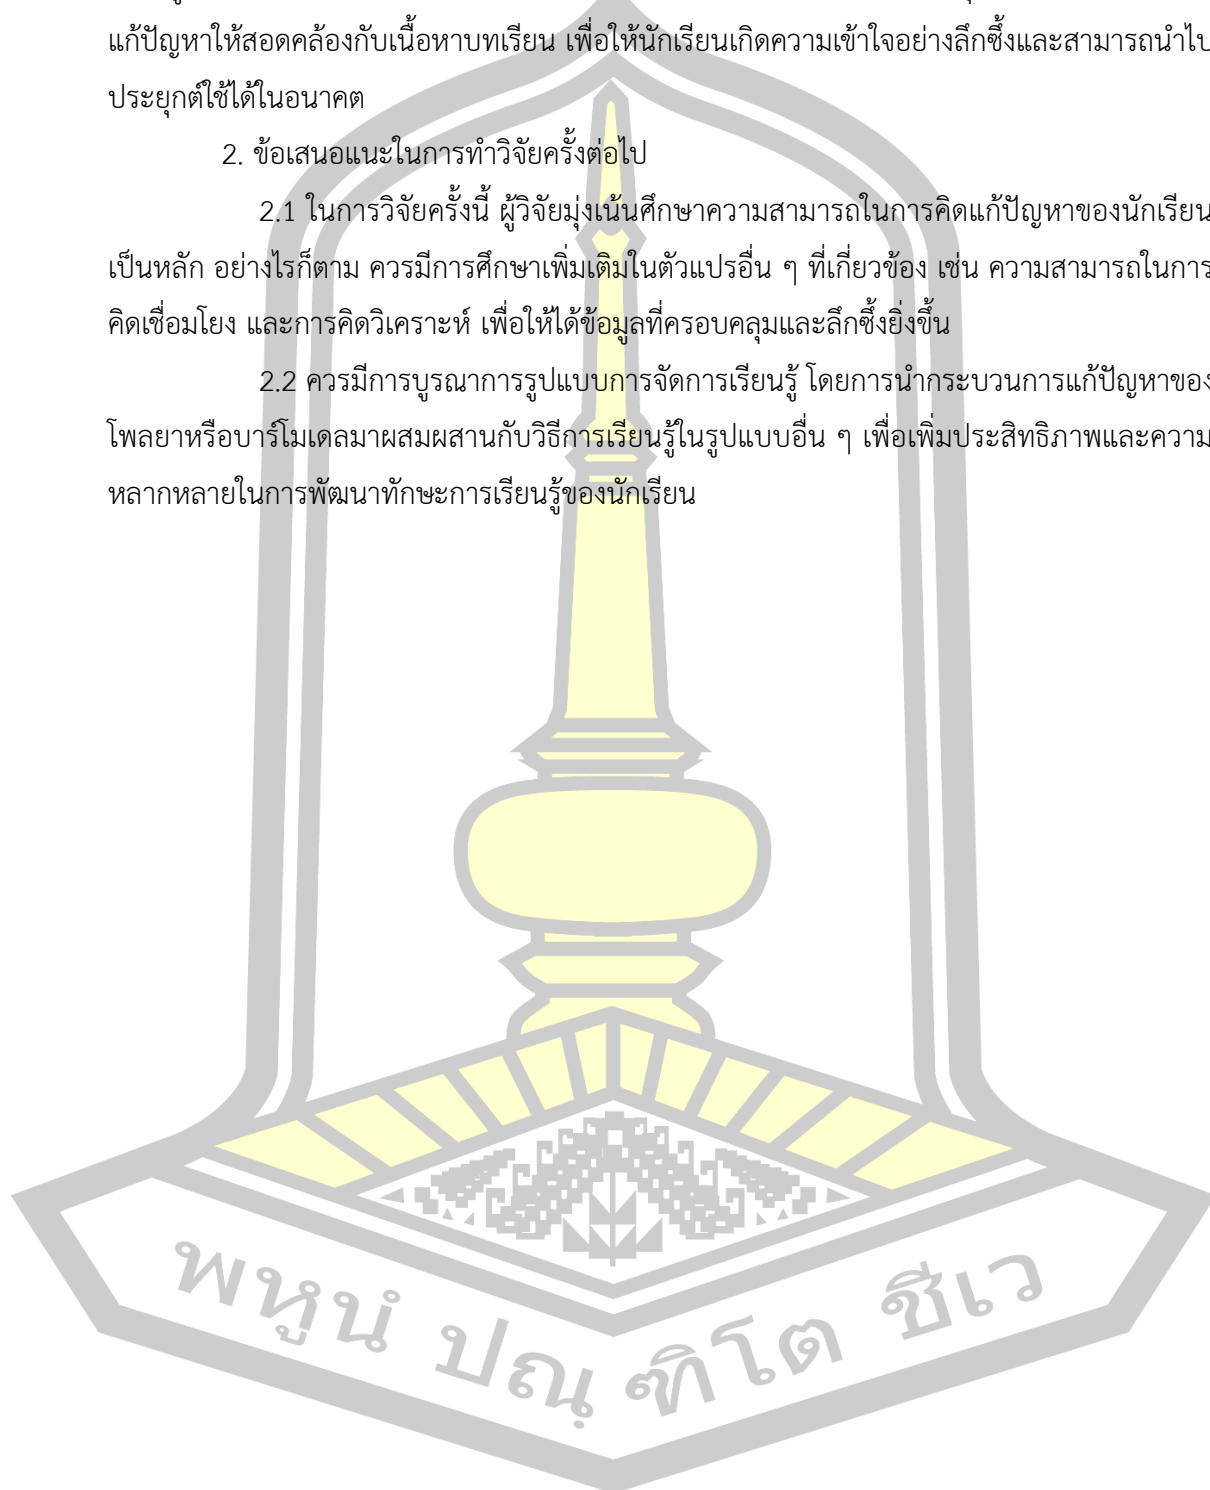 แก้ปัญหาให้สอดคล้องกับเนื้อหาบทเรียน เพื่อให้นักเรียนเกิดความเข้าใจอย่างลึกซึ้งและสามารถนำไป
ประยุกต์ใช้ได้ในอนาคต
2. ข้อเสนอแนะในการทำวิจัยครั้งต่อไป
2.1 ในการวิจัยครั้งนี้ ผู้วิจัยมุ่งเน้นศึกษาความสามารถในการคิดแก้ปัญหาของนักเรียน
เป็นหลัก อย่างไรก็ตาม ควรมีการศึกษาเพิ่มเติมในตัวแปรอื่น ๆ ที่เกี่ยวข้อง เช่น ความสามารถในการ
คิดเชื่อมโยง และการคิดวิเคราะห์ เพื่อให้ได้ข้อมูลที่ครอบคลุมและลึกซึ้งยิ่งขึ้น
2.2 ควรมีการบูรณาการรูปแบบการจัดการเรียนรู้ โดยการนำกระบวนการแก้ปัญหาของ
โพลยาหรือบาร์โมเดลมาผสมผสานกับวิธีการเรียนรู้ในรูปแบบอื่น ๆ เพื่อเพิ่มประสิทธิภาพและความ
หลากหลายในการพัฒนาทักษะการเรียนรู้ของนักเรียน
พหูนํ ปณฺฑิโต ชีเว